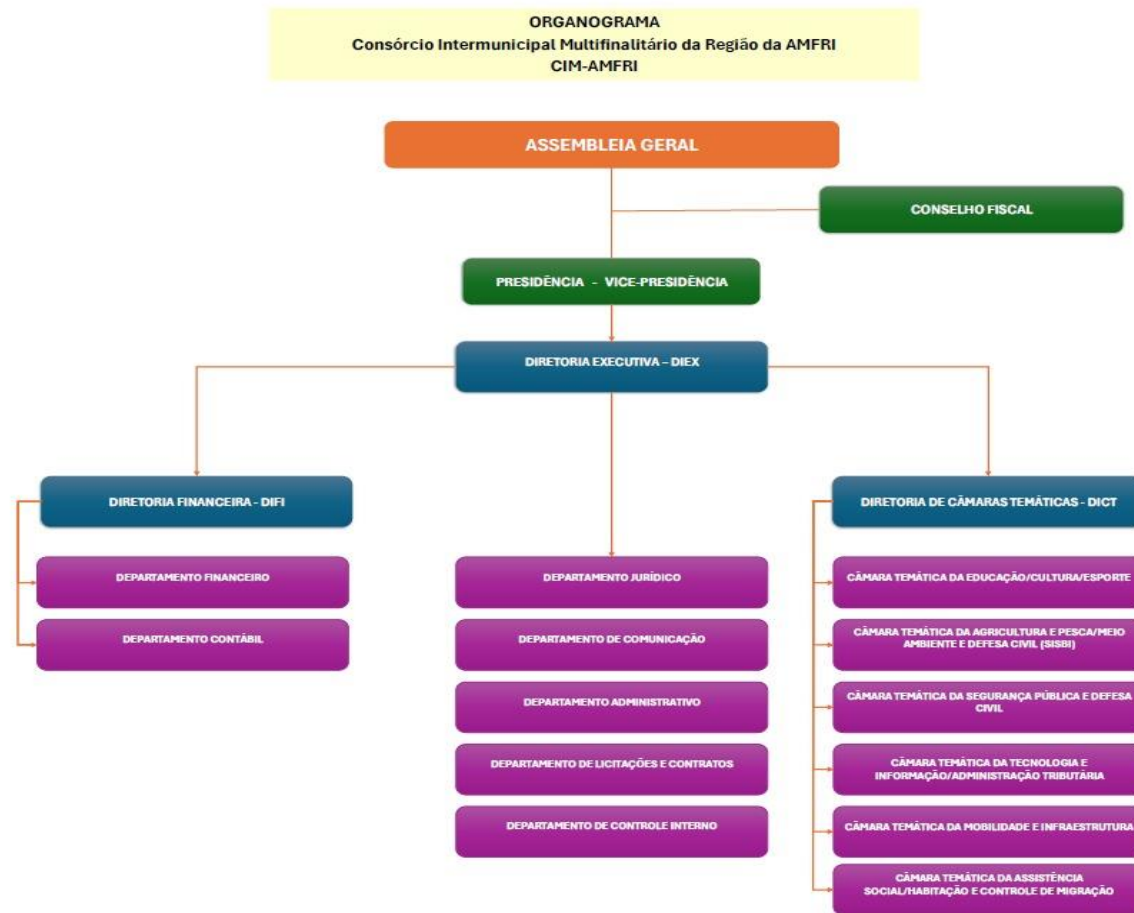 ORGANOGRAMA
Consórcio Intermunicipal Multifinalitário da Região da AMFRI
CIM-AMFRI
ASSEMBLEIA GERAL
CONSELHO FISCAL
PRESIDÊNCIA - VICE-PRESIDÊNCIA
DIRETORIA EXECUTIVA – DIEX
DIRETORIA FINANCEIRA - DIFI
DEPARTAMENTO FINANCEIRO
DEPARTAMENTO CONTÁBIL
DEPARTAMENTO JURÍDICO
DEPARTAMENTO DE COMUNICAÇÃO
DEPARTAMENTO ADMINISTRATIVO
DEPARTAMENTO DE LICITAÇÕES E CONTRATOS
DEPARTAMENTO DE CONTROLE INTERNO
DIRETORIA DE CÂMARAS TEMÁTICAS - DICT
CÂMARA TEMÁTICA DA EDUCAÇÃO/CULTURA/ESPORTE
CÂMARA TEMÁTICA DA AGRICULTURA E PESCA/MEIO
AMBIENTE E DEFESA CIVIL (SISBI)
CÂMARA TEMÁTICA DA SEGURANÇA PÚBLICA E DEFESA
CIVIL
CÂMARA TEMÁTICA DA TECNOLOGIA E
INFORMAÇÃO/ADMINISTRAÇÃO TRIBUTÁRIA
CÂMARA TEMÁTICA DA MOBILIDADE E INFRAESTRUTURA
CÂMARA TEMÁTICA DA ASSISTÊNCIA
SOCIAL/HABITAÇÃO E CONTROLE DE MIGRAÇÃO